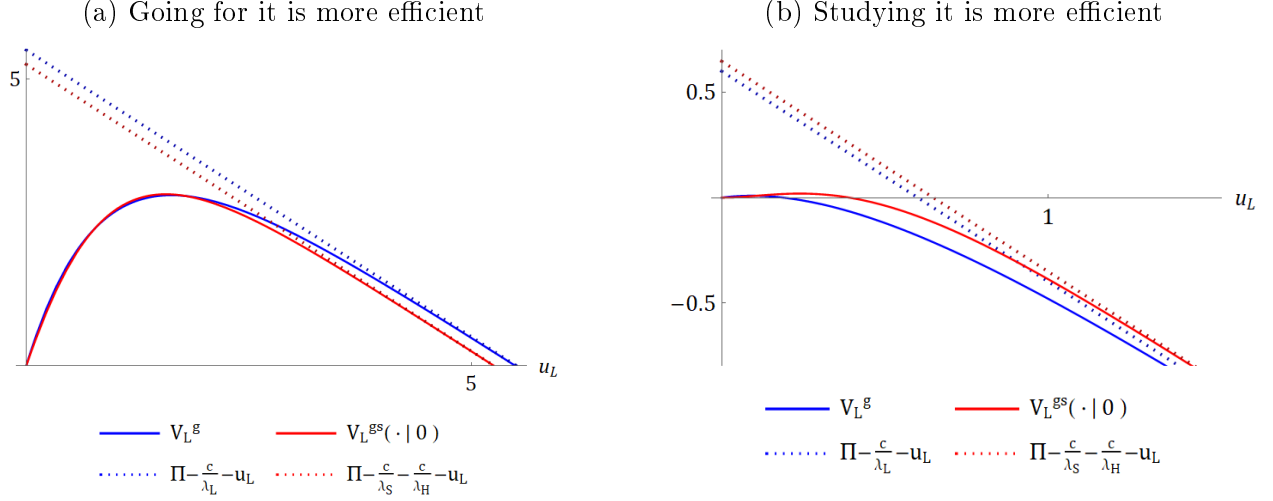 (a) Going for it is more efficient
5
5
u_L
V_L^g
V_L^gs(·|0)
Π−c/λ_L−u_L
Π−c/λ_S−c/λ_H−u_L
(b) Studying it is more efficient
0.5
u_L
1
−0.5
V_L^g
V_L^gs(·|0)
Π−c/λ_L−u_L
Π−c/λ_S−c/λ_H−u_L